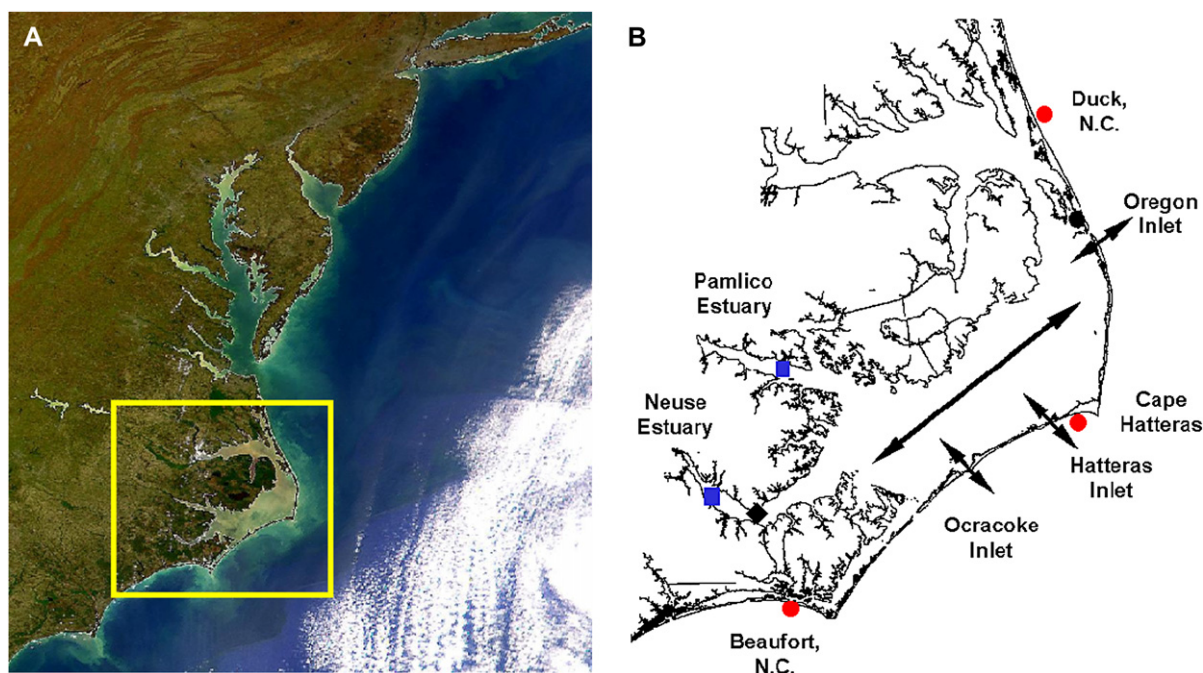 A
B
Duck,
N.C.
Oregon
Inlet
Pamlico
Estuary
Neuse
Estuary
Cape
Hatteras
Hatteras
Inlet
Ocracoke
Inlet
Beaufort,
N.C.